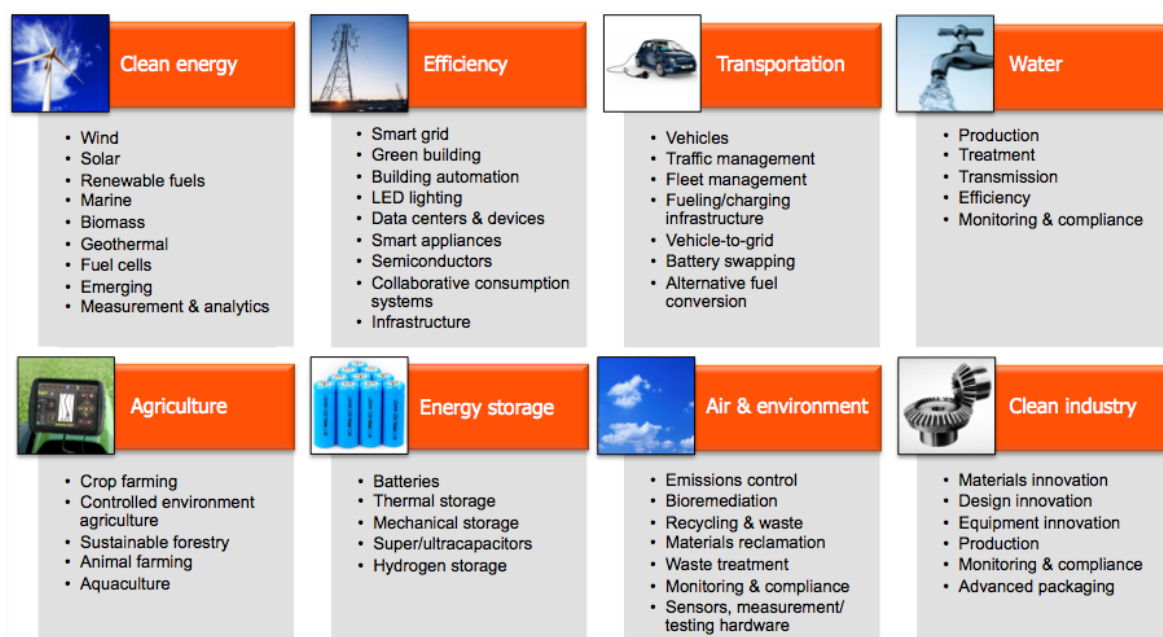 Clean energy
• Wind
• Solar
• Renewable fuels
• Marine
• Biomass
• Geothermal
• Fuel cells
• Emerging
• Measurement & analytics
Efficiency
• Smart grid
• Green building
• Building automation
• LED lighting
• Data centers & devices
• Smart appliances
• Semiconductors
• Collaborative consumption
systems
• Infrastructure
Transportation
• Vehicles
• Traffic management
• Fleet management
• Fueling/charging
infrastructure
• Vehicle-to-grid
• Battery swapping
• Alternative fuel
conversion
Water
• Production
• Treatment
• Transmission
• Efficiency
• Monitoring & compliance
Agriculture
• Crop farming
• Controlled environment
agriculture
• Sustainable forestry
• Animal farming
• Aquaculture
Energy storage
• Batteries
• Thermal storage
• Mechanical storage
• Super/ultracapacitors
• Hydrogen storage
Air & environment
• Emissions control
• Bioremediation
• Recycling & waste
• Materials reclamation
• Waste treatment
• Monitoring & compliance
• Sensors, measurement/
testing hardware
Clean industry
• Materials innovation
• Design innovation
• Equipment innovation
• Production
• Monitoring & compliance
• Advanced packaging